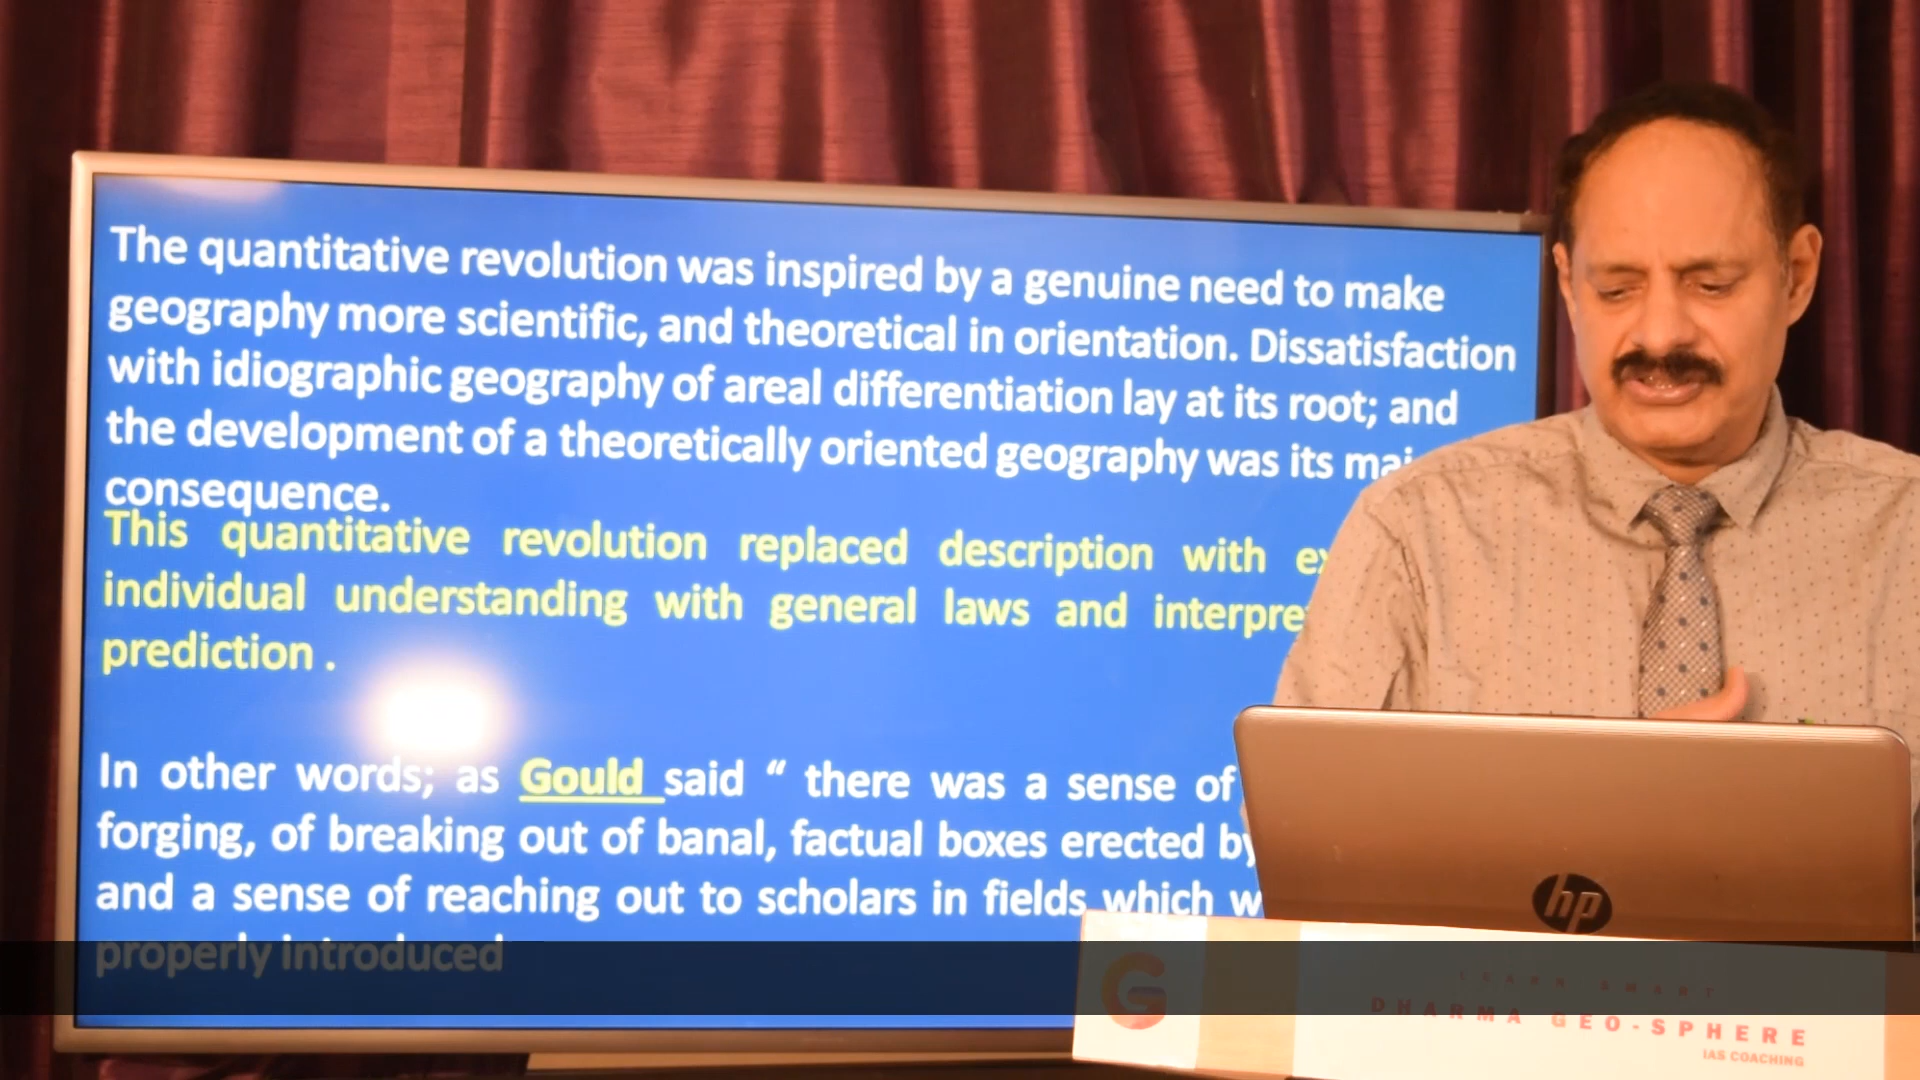 The quantitative revolution was inspired by a genuine need to make
geography more scientific, and theoretical in orientation. Dissatisfaction
with idiographic geography of areal differentiation lay at its root; and
the development of a theoretically oriented geography was its
consequence.
This quantitative revolution replaced description with
individual understanding with general laws and
prediction .
In other words; as Gould said “ there was a sense of
forging, of breaking out of banal, factual boxes erected by
and a sense of reaching out to scholars in fields which
properly introduced
hp
G
LEARN SMART
DHARMA GEO-SPHERE
IAS COACHING